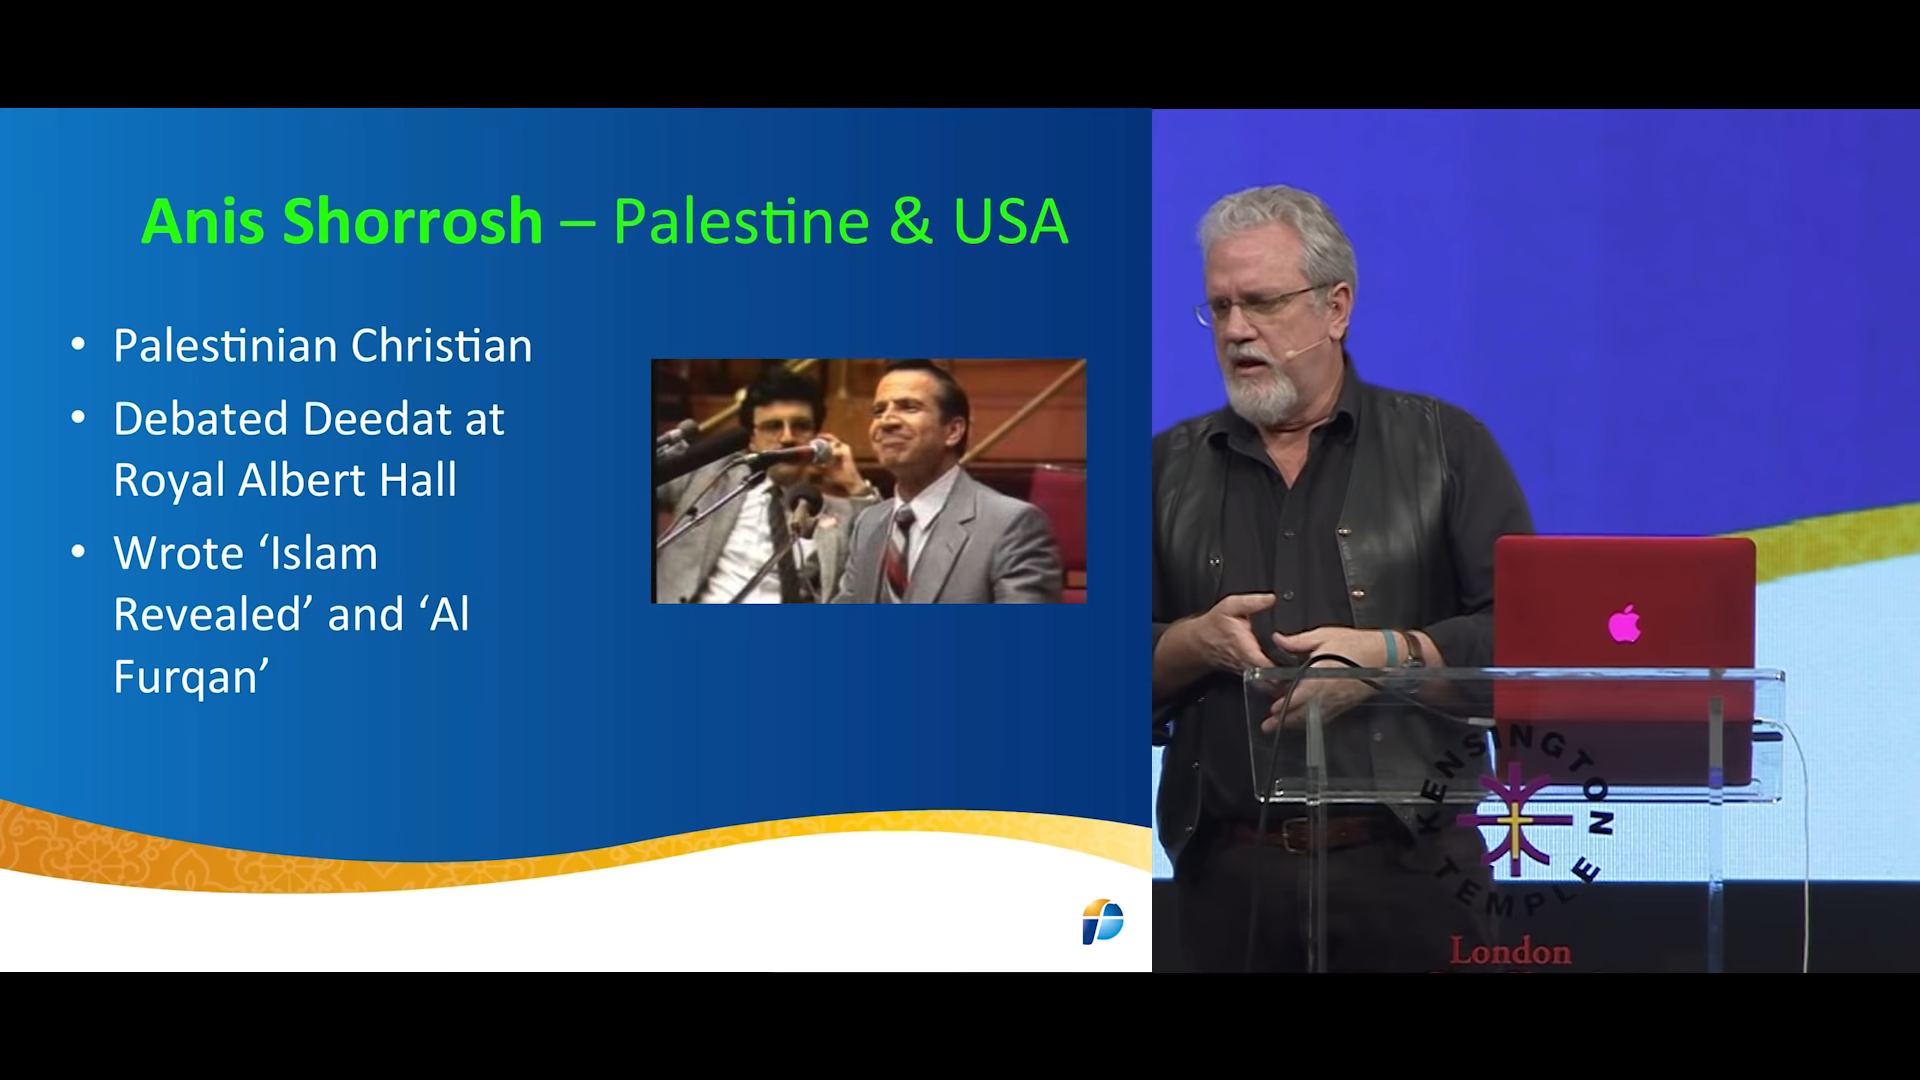 Anis Shorrosh – Palestine & USA
• Palestinian Christian
• Debated Deedat at
Royal Albert Hall
• Wrote ‘Islam
Revealed’ and ‘Al
Furqan’
KENSINGTON
TEMPLE
London